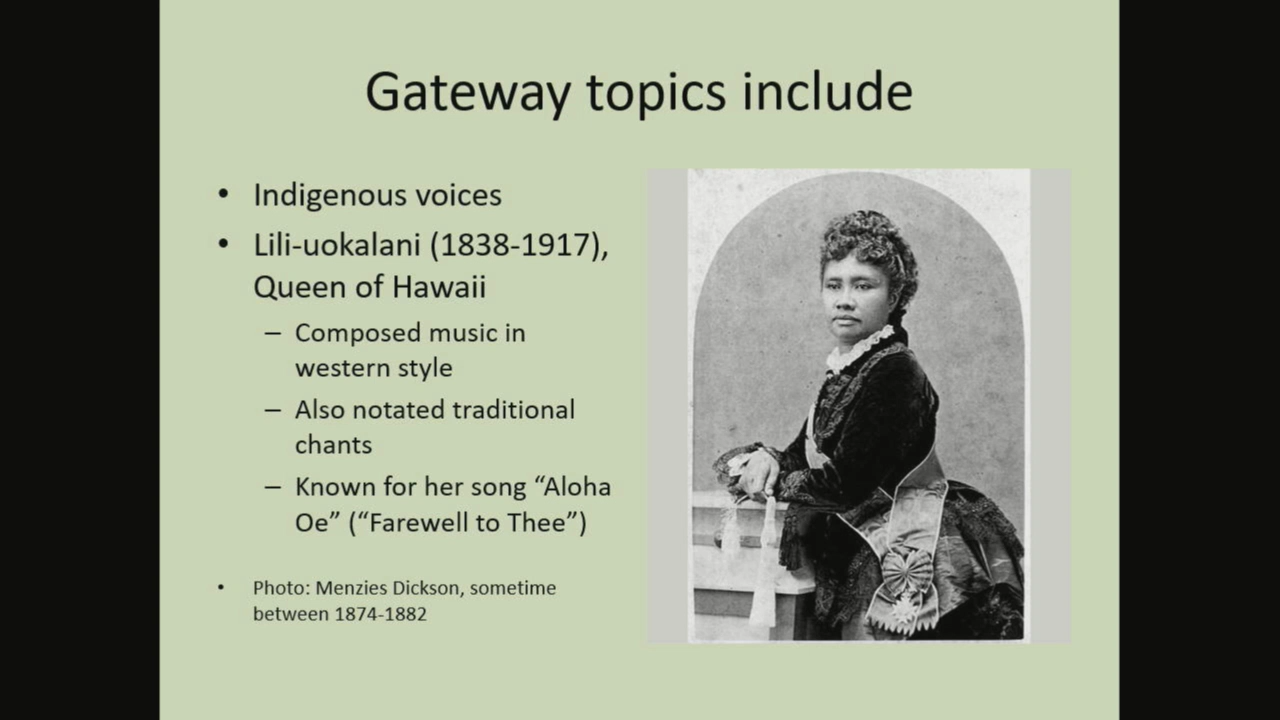 Gateway topics include
• Indigenous voices
• Lili-uokalani (1838-1917),
Queen of Hawaii
– Composed music in
western style
– Also notated traditional
chants
– Known for her song “Aloha
Oe” (“Farewell to Thee”)
• Photo: Menzies Dickson, sometime
between 1874-1882